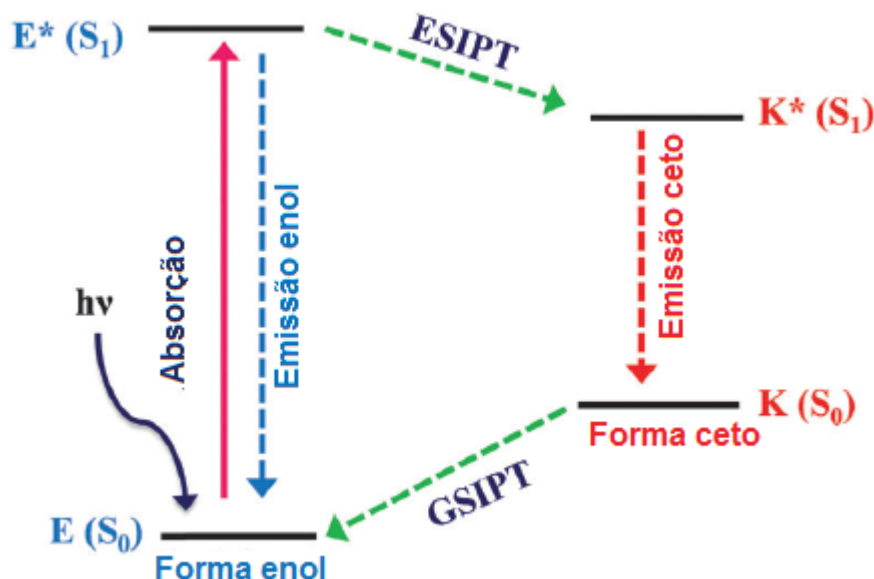 E* (S₁)
ESIPT
K* (S₁)
hν
Absorção
Emissão enol
Emissão ceto
K (S₀)
Forma ceto
GSIPT
E (S₀)
Forma enol